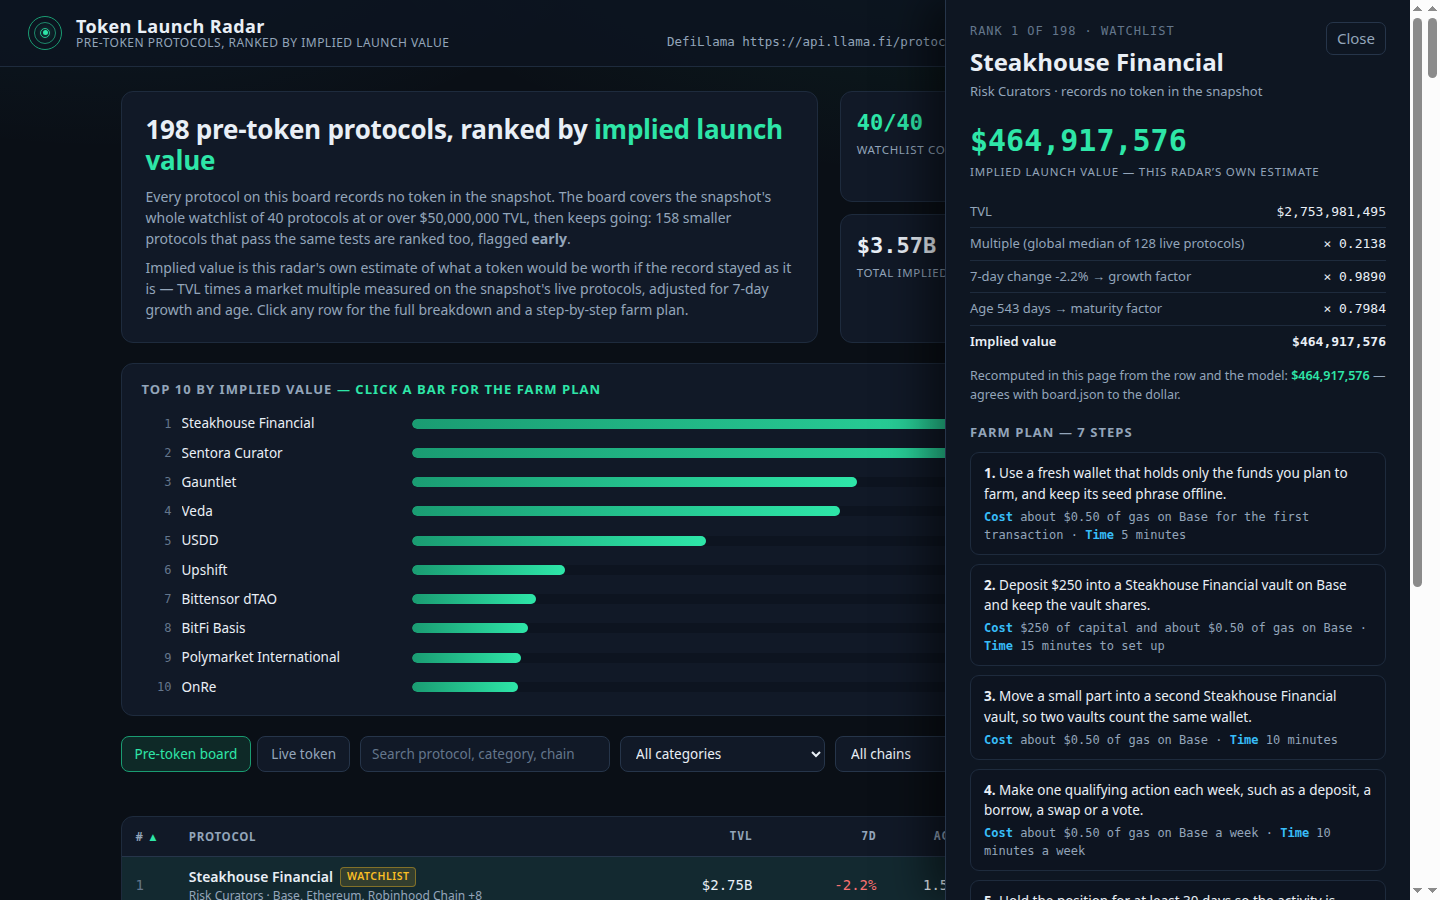 Token Launch Radar
PRE-TOKEN PROTOCOLS, RANKED BY IMPLIED LAUNCH VALUE
DefiLlama https://api.llama.fi/protoc
198 pre-token protocols, ranked by implied launch
value
Every protocol on this board records no token in the snapshot. The board covers the snapshot's
whole watchlist of 40 protocols at or over $50,000,000 TVL, then keeps going: 158 smaller
protocols that pass the same tests are ranked too, flagged early.
Implied value is this radar's own estimate of what a token would be worth if the record stayed as it
is — TVL times a market multiple measured on the snapshot's live protocols, adjusted for 7-day
growth and age. Click any row for the full breakdown and a step-by-step farm plan.
40/40
WATCHLIST CO
$3.57B
TOTAL IMPLIED
TOP 10 BY IMPLIED VALUE — CLICK A BAR FOR THE FARM PLAN
1 Steakhouse Financial
2 Sentora Curator
3 Gauntlet
4 Veda
5 USDD
6 Upshift
7 Bittensor dTAO
8 BitFi Basis
9 Polymarket International
10 OnRe
Pre-token board Live token Search protocol, category, chain All categories All chains
# ▲ PROTOCOL TVL 7D AG
1 Steakhouse Financial WATCHLIST $2.75B -2.2% 1.5
Risk Curators · Base, Ethereum, Robinhood Chain +8
RANK 1 OF 198 · WATCHLIST
Close
Steakhouse Financial
Risk Curators · records no token in the snapshot
$464,917,576
IMPLIED LAUNCH VALUE — THIS RADAR'S OWN ESTIMATE
TVL $2,753,981,495
Multiple (global median of 128 live protocols) × 0.2138
7-day change -2.2% → growth factor × 0.9890
Age 543 days → maturity factor × 0.7984
Implied value $464,917,576
Recomputed in this page from the row and the model: $464,917,576 —
agrees with board.json to the dollar.
FARM PLAN — 7 STEPS
1. Use a fresh wallet that holds only the funds you plan to
farm, and keep its seed phrase offline.
Cost about $0.50 of gas on Base for the first
transaction · Time 5 minutes
2. Deposit $250 into a Steakhouse Financial vault on Base
and keep the vault shares.
Cost $250 of capital and about $0.50 of gas on Base ·
Time 15 minutes to set up
3. Move a small part into a second Steakhouse Financial
vault, so two vaults count the same wallet.
Cost about $0.50 of gas on Base · Time 10 minutes
4. Make one qualifying action each week, such as a deposit, a
borrow, a swap or a vote.
Cost about $0.50 of gas on Base a week · Time 10
minutes a week
5. Hold the position for at least 30 days so the activity is